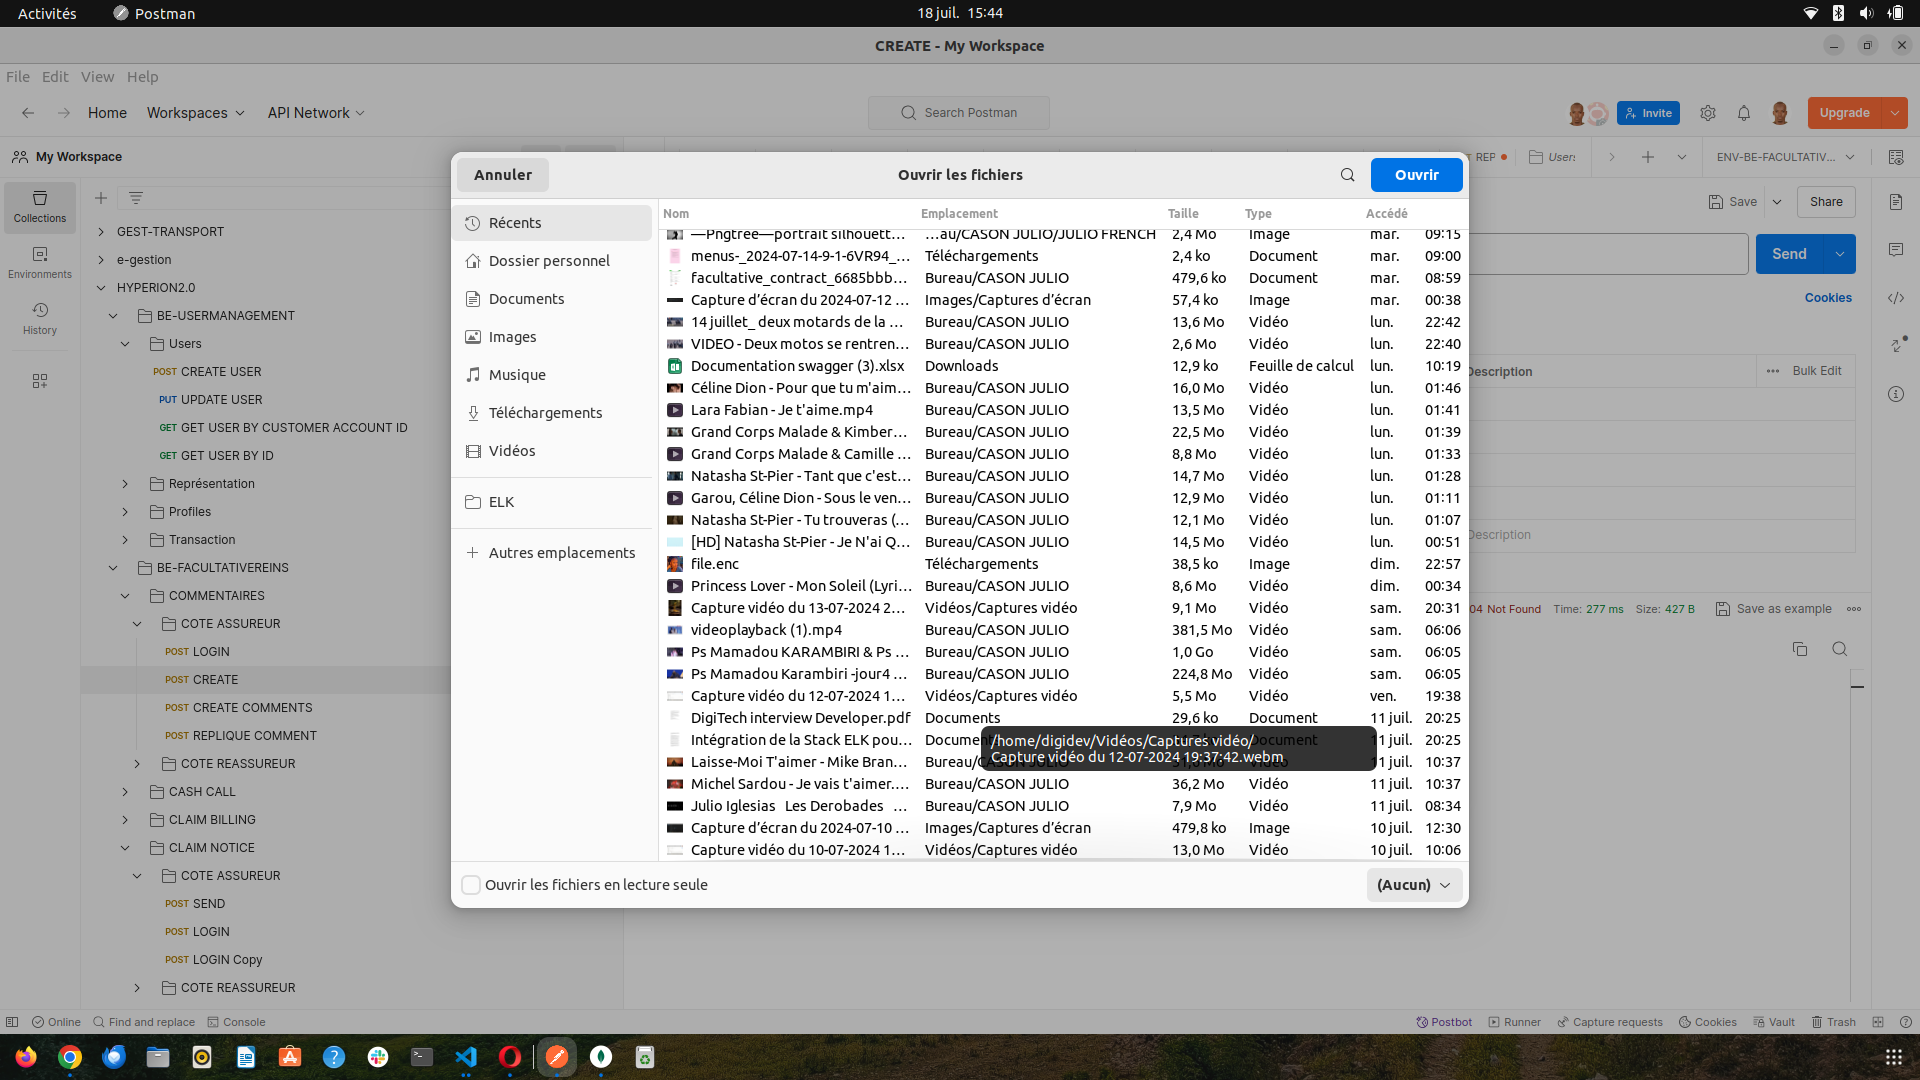 Activités
Postman
18 juil. 15:44
CREATE - My Workspace
File Edit View Help
Home Workspaces API Network
Search Postman
Invite
Upgrade
My Workspace
REP
Users
ENV-BE-FACULTATIV...
Save
Share
Send
Cookies
Description
Bulk Edit
Description
04 Not Found Time: 277 ms Size: 427 B Save as example
Collections
Environments
History
GEST-TRANSPORT
e-gestion
HYPERION2.0
BE-USERMANAGEMENT
Users
POST CREATE USER
PUT UPDATE USER
GET GET USER BY CUSTOMER ACCOUNT ID
GET GET USER BY ID
Représentation
Profiles
Transaction
BE-FACULTATIVEREINS
COMMENTAIRES
COTE ASSUREUR
POST LOGIN
POST CREATE
POST CREATE COMMENTS
POST REPLIQUE COMMENT
COTE REASSUREUR
CASH CALL
CLAIM BILLING
CLAIM NOTICE
COTE ASSUREUR
POST SEND
POST LOGIN
POST LOGIN Copy
COTE REASSUREUR
Annuler
Ouvrir les fichiers
Ouvrir
Récents
Dossier personnel
Documents
Images
Musique
Téléchargements
Vidéos
ELK
Autres emplacements
Nom Emplacement Taille Type Accédé
—Pngtree—portrait silhouett... ...au/CASON JULIO/JULIO FRENCH 2,4 Mo Image mar. 09:15
menus-_2024-07-14-9-1-6VR94_... Téléchargements 2,4 ko Document mar. 09:00
facultative_contract_6685bbb... Bureau/CASON JULIO 479,6 ko Document mar. 08:59
Capture d’écran du 2024-07-12 ... Images/Captures d’écran 57,4 ko Image mar. 00:38
14 juillet_ deux motards de la ... Bureau/CASON JULIO 13,6 Mo Vidéo lun. 22:42
VIDEO - Deux motos se rentren... Bureau/CASON JULIO 2,6 Mo Vidéo lun. 22:40
Documentation swagger (3).xlsx Downloads 12,9 ko Feuille de calcul lun. 10:19
Céline Dion - Pour que tu m'aim... Bureau/CASON JULIO 16,0 Mo Vidéo lun. 01:46
Lara Fabian - Je t'aime.mp4 Bureau/CASON JULIO 13,5 Mo Vidéo lun. 01:41
Grand Corps Malade & Kimber... Bureau/CASON JULIO 22,5 Mo Vidéo lun. 01:39
Grand Corps Malade & Camille ... Bureau/CASON JULIO 8,8 Mo Vidéo lun. 01:33
Natasha St-Pier - Tant que c'est... Bureau/CASON JULIO 14,7 Mo Vidéo lun. 01:28
Garou, Céline Dion - Sous le ven... Bureau/CASON JULIO 12,9 Mo Vidéo lun. 01:11
Natasha St-Pier - Tu trouveras (... Bureau/CASON JULIO 12,1 Mo Vidéo lun. 01:07
[HD] Natasha St-Pier - Je N'ai Q... Bureau/CASON JULIO 14,5 Mo Vidéo lun. 00:51
file.enc Téléchargements 38,5 ko Image dim. 22:57
Princess Lover - Mon Soleil (Lyri... Bureau/CASON JULIO 8,6 Mo Vidéo dim. 00:34
Capture vidéo du 13-07-2024 2... Vidéos/Captures vidéo 9,1 Mo Vidéo sam. 20:31
videoplayback (1).mp4 Bureau/CASON JULIO 381,5 Mo Vidéo sam. 06:06
Ps Mamadou KARAMBIRI & Ps ... Bureau/CASON JULIO 1,0 Go Vidéo sam. 06:05
Ps Mamadou Karambiri -jour4 ... Bureau/CASON JULIO 224,8 Mo Vidéo sam. 06:05
Capture vidéo du 12-07-2024 1... Vidéos/Captures vidéo 5,5 Mo Vidéo ven. 19:38
DigiTech interview Developer.pdf Documents 29,6 ko Document 11 juil. 20:25
Intégration de la Stack ELK pou... Document 11 juil. 20:25
/home/digidev/Vidéos/Captures vidéo/
Capture vidéo du 12-07-2024 19:37:42.webm
Laisse-Moi T'aimer - Mike Bran... Vidéo 11 juil. 10:37
Michel Sardou - Je vais t'aimer.... Bureau/CASON JULIO 36,2 Mo Vidéo 11 juil. 10:37
Julio Iglesias Les Derobades ... Bureau/CASON JULIO 7,9 Mo Vidéo 11 juil. 08:34
Capture d’écran du 2024-07-10 ... Images/Captures d’écran 479,8 ko Image 10 juil. 12:30
Capture vidéo du 10-07-2024 1... Vidéos/Captures vidéo 13,0 Mo Vidéo 10 juil. 10:06
Ouvrir les fichiers en lecture seule
(Aucun)
Online Find and replace Console
Postbot Runner Capture requests Cookies Vault Trash